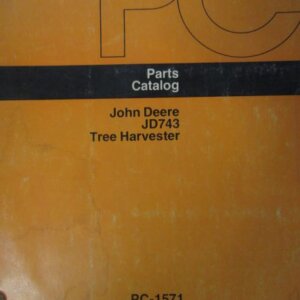 PC
Parts
Catalog
John Deere
JD743
Tree Harvester
PC-1571